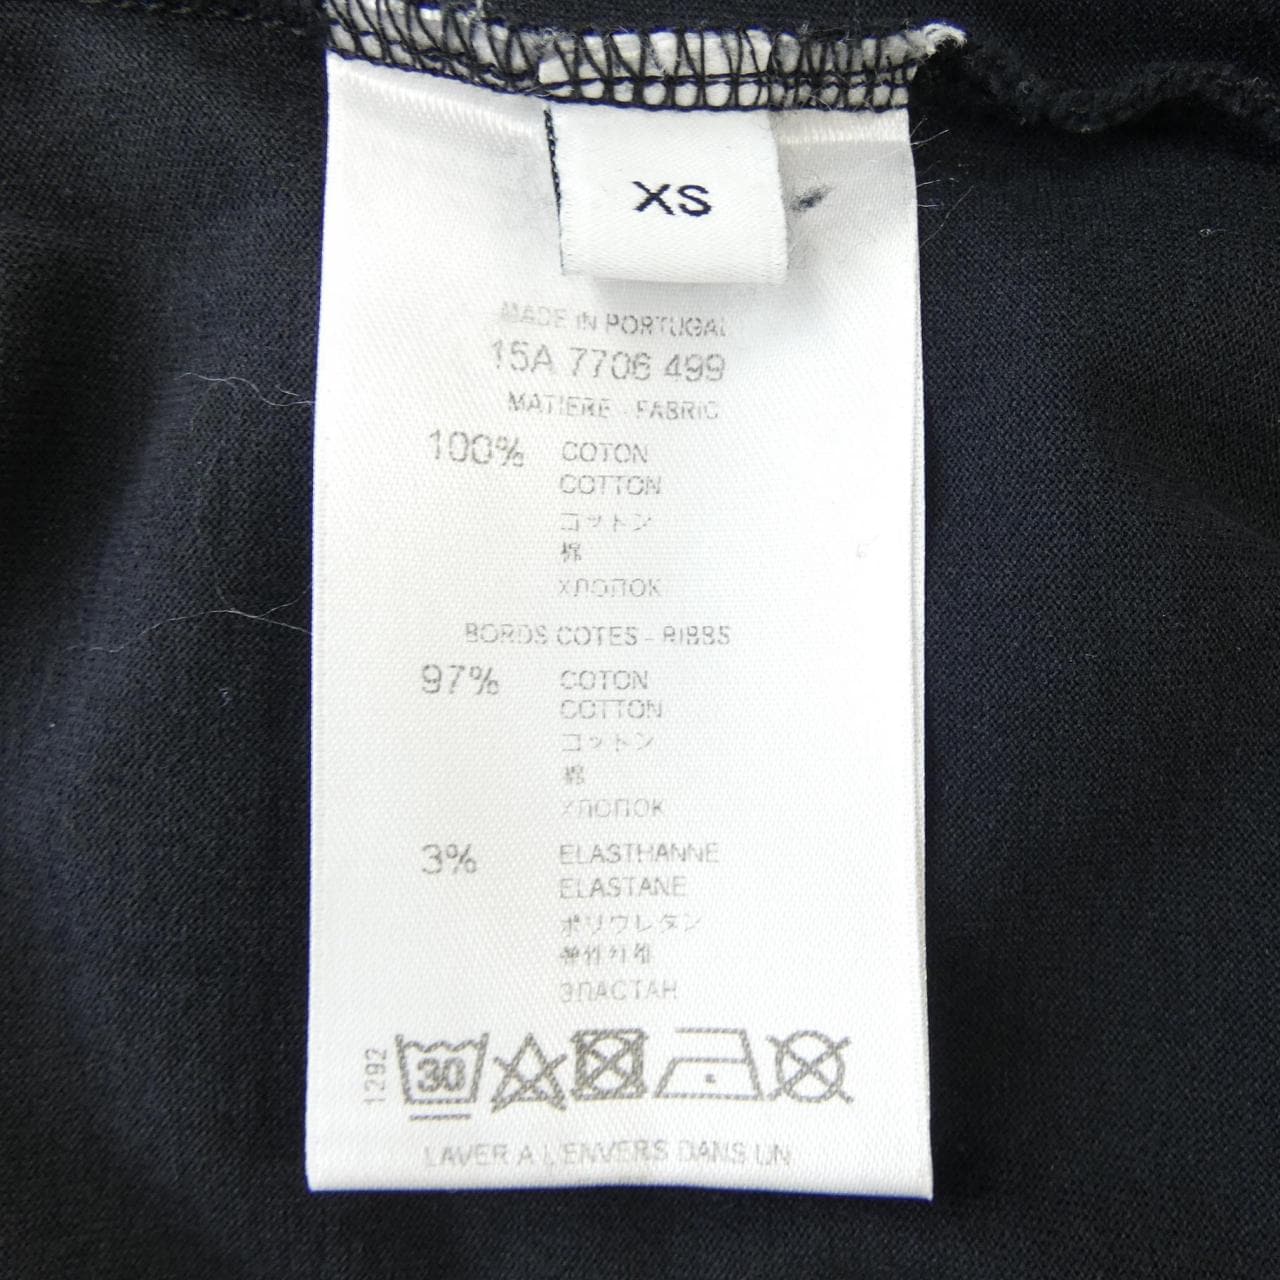 XS
MADE IN PORTUGAL
15A 7706 499
MATIERE - FABRIC
100% COTON
COTTON
コットン
棉
ХЛОПОК
BORDS COTES - RIBBS
97% COTON
COTTON
コットン
棉
ХЛОПОК
3% ELASTHANNE
ELASTANE
ポリウレタン
ЭЛАСТАН
1292
30
LAVER A L'ENVERS DANS UN